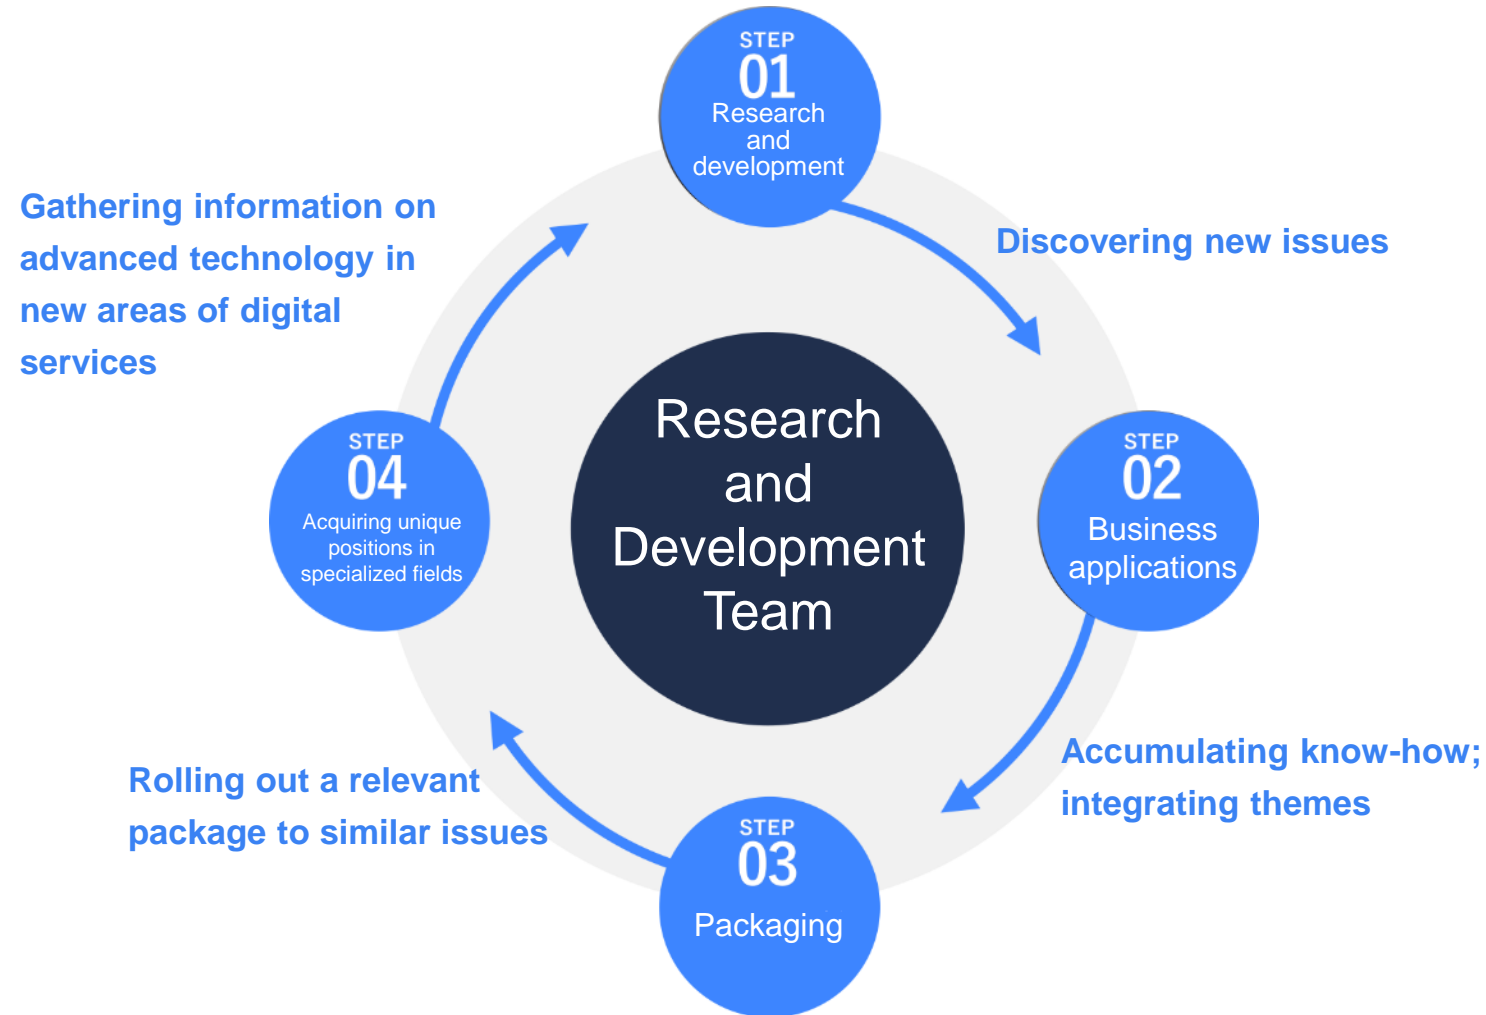 STEP
01
Research
and
development
Discovering new issues
STEP
02
Business
applications
Accumulating know-how;
integrating themes
STEP
03
Packaging
Rolling out a relevant
package to similar issues
STEP
04
Acquiring unique
positions in
specialized fields
Gathering information on
advanced technology in
new areas of digital
services
Research
and
Development
Team